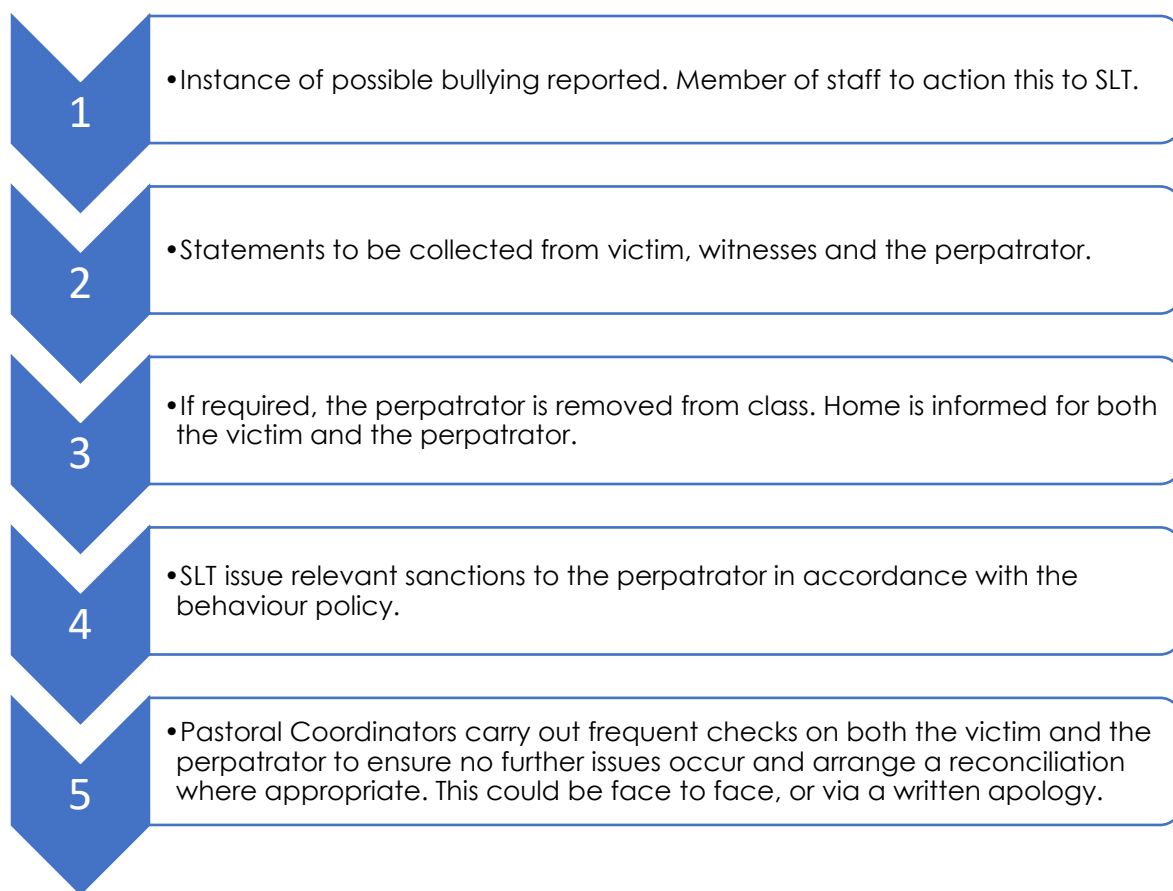 1
•Instance of possible bullying reported. Member of staff to action this to SLT.
2
•Statements to be collected from victim, witnesses and the perpatrator.
3
•If required, the perpatrator is removed from class. Home is informed for both
the victim and the perpatrator.
4
•SLT issue relevant sanctions to the perpatrator in accordance with the
behaviour policy.
5
•Pastoral Coordinators carry out frequent checks on both the victim and the
perpatrator to ensure no further issues occur and arrange a reconciliation
where appropriate. This could be face to face, or via a written apology.